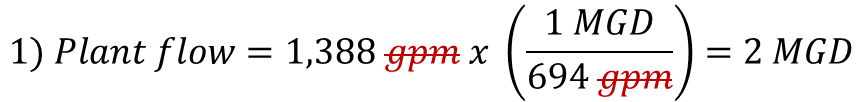 1) Plant flow = 1,388 gpm x (1 MGD / 694 gpm) = 2 MGD